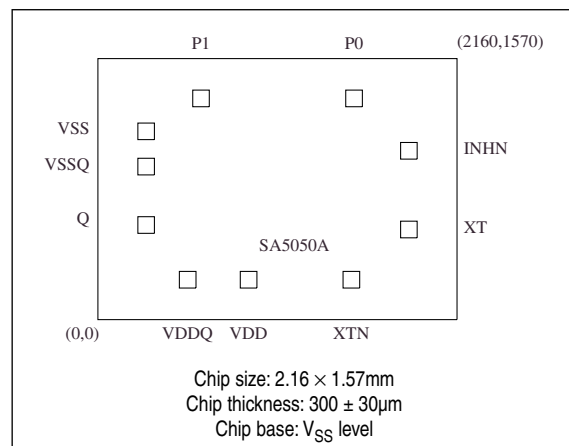 P1 P0 (2160,1570)
VSS
INHN
VSSQ
Q
XT
SA5050A
(0,0) VDDQ VDD XTN
Chip size: 2.16 × 1.57mm
Chip thickness: 300 ± 30µm
Chip base: VSS level